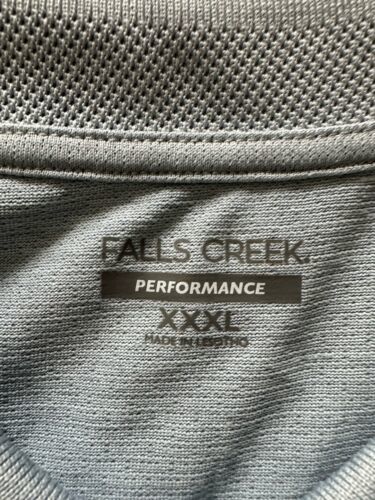 FALLS CREEK.
PERFORMANCE
XXXL
MADE IN LESOTHO